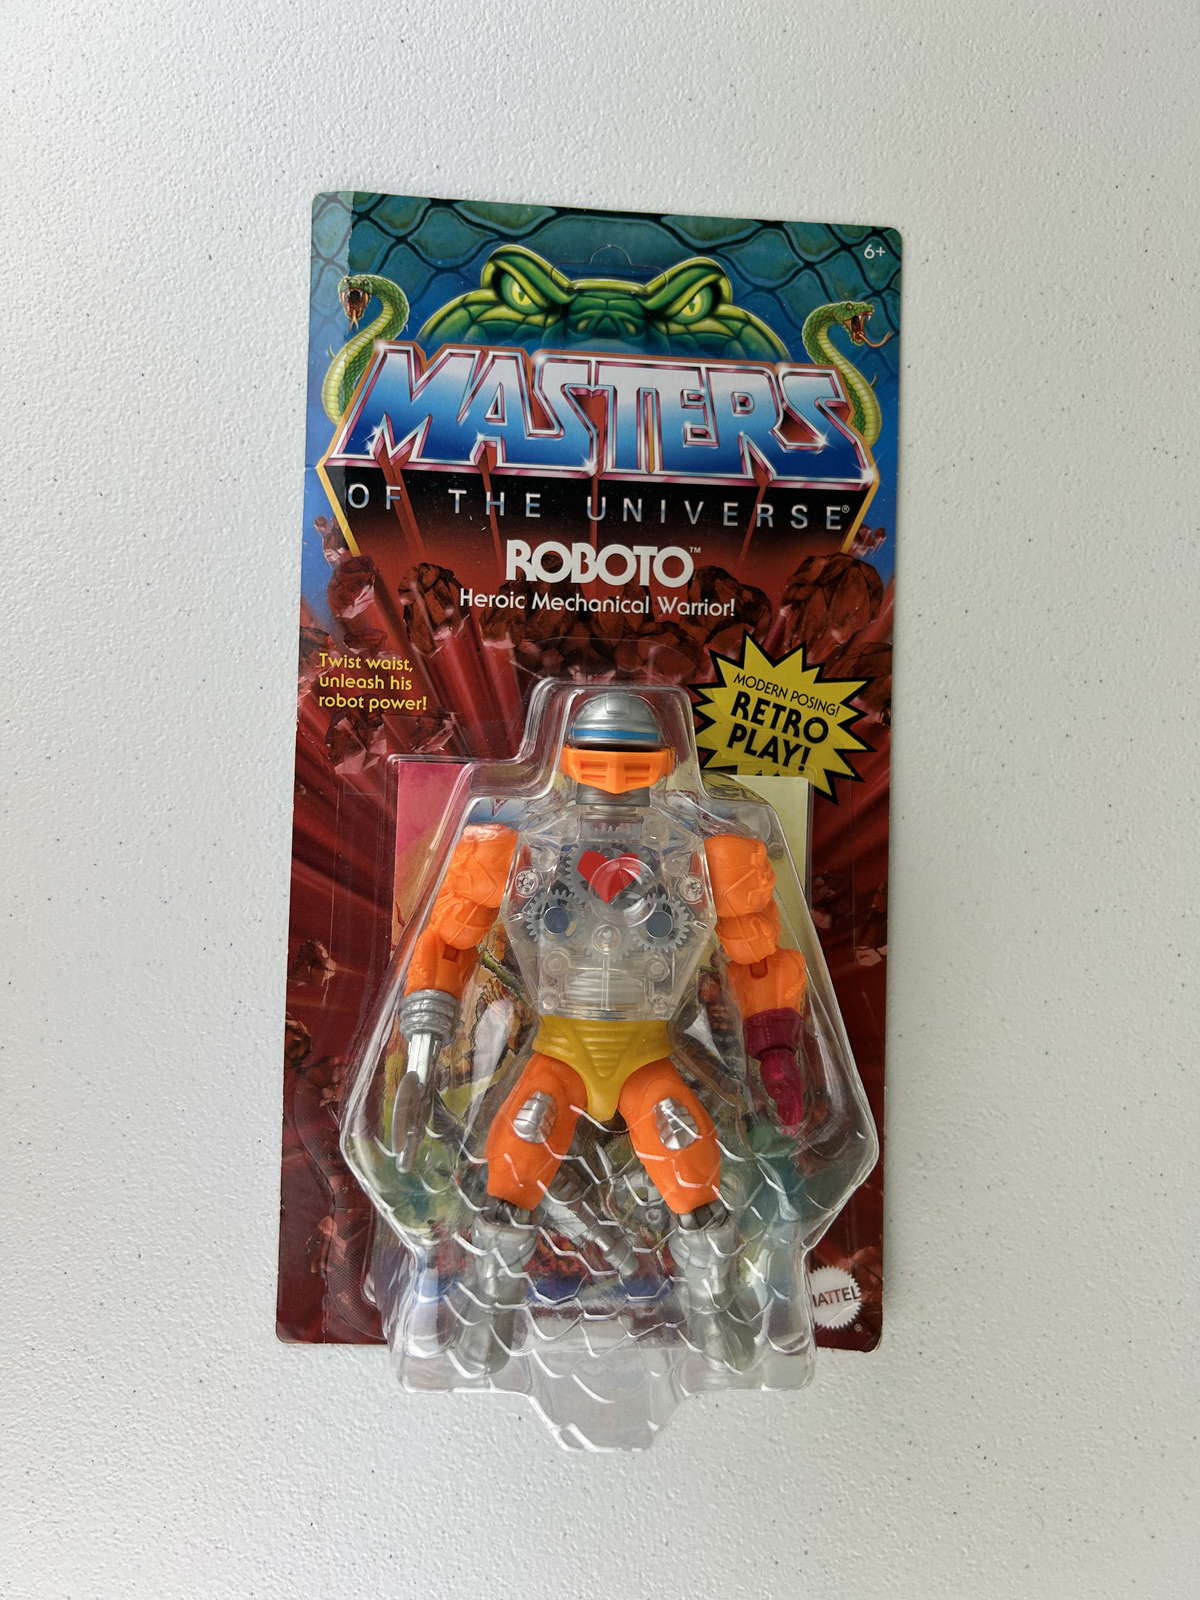 6+
MASTERS
OF THE UNIVERSE®
ROBOTO™
Heroic Mechanical Warrior!
Twist waist,
unleash his
robot power!
MODERN POSING!
RETRO
PLAY!
MATTEL
®